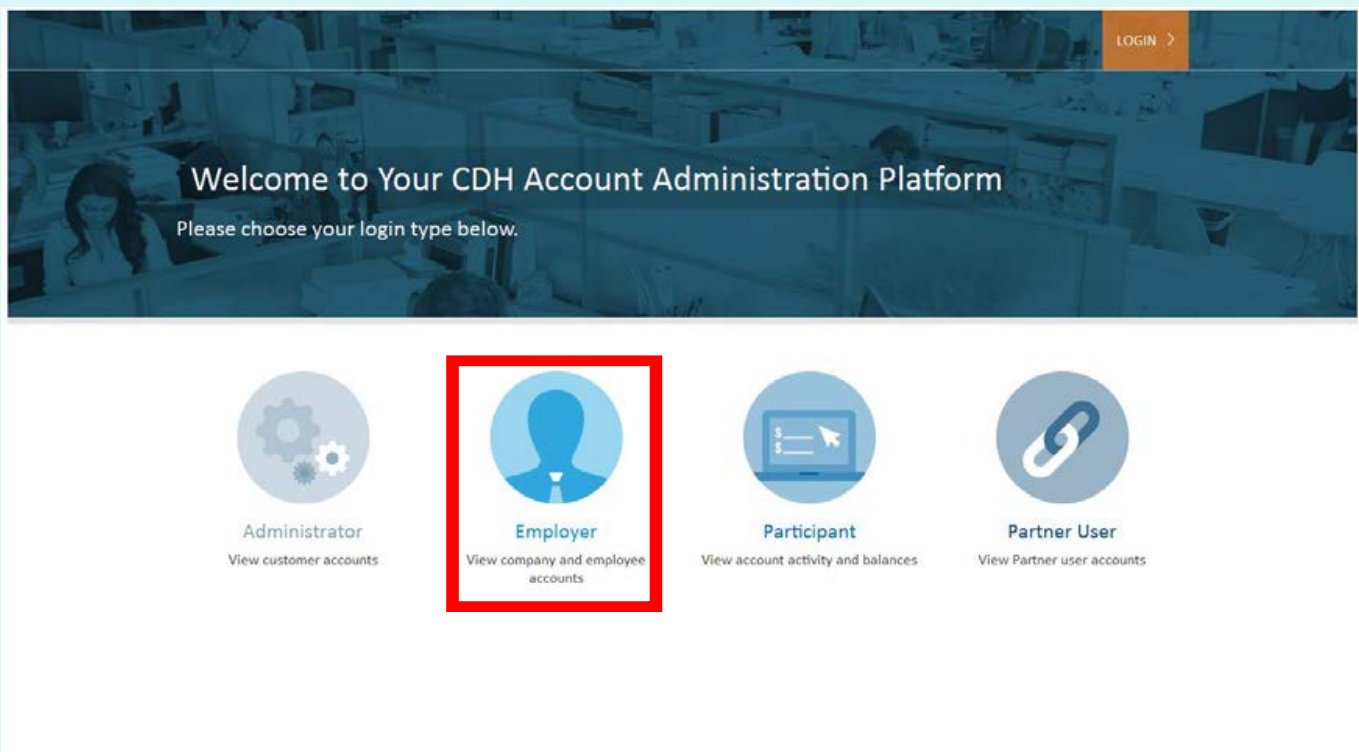 LOGIN >
Welcome to Your CDH Account Administration Platform
Please choose your login type below.
$
$
Administrator
View customer accounts
Employer
View company and employee
accounts
Participant
View account activity and balances
Partner User
View Partner user accounts